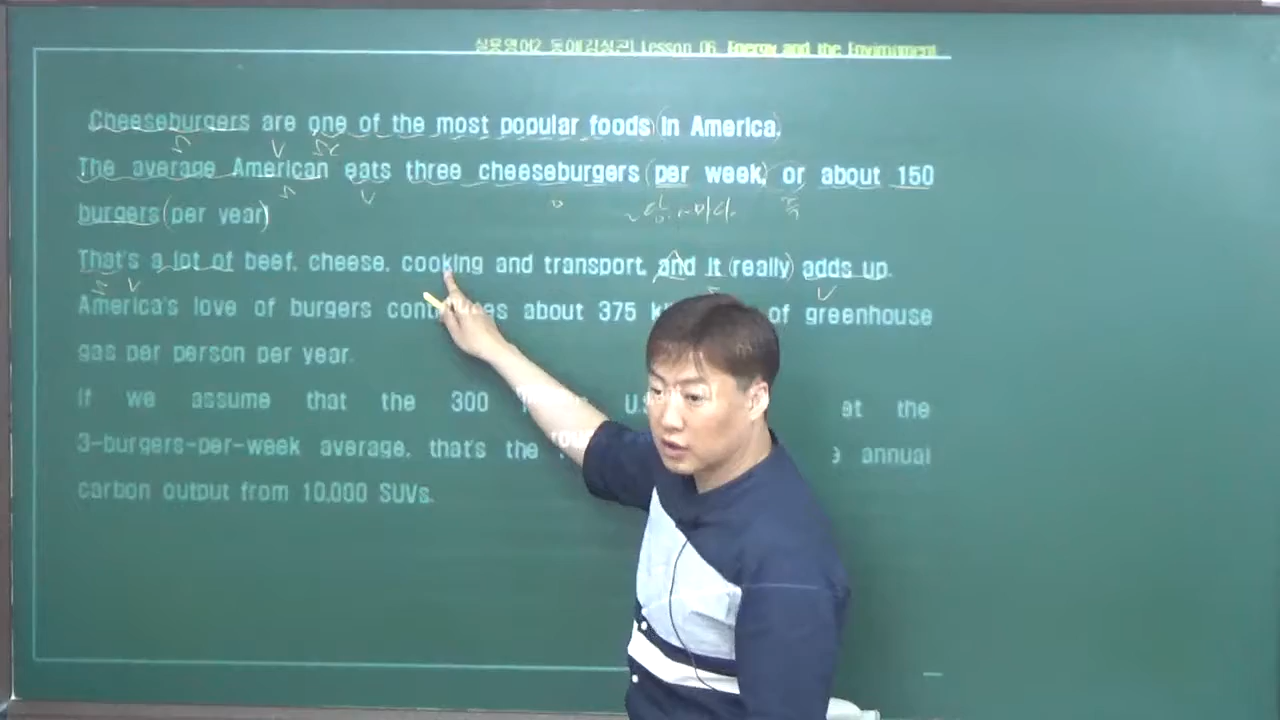 실용영어2 동아(김성곤) Lesson 06. Energy and the Environment
Cheeseburgers are one of the most popular foods (in America.
The average American eats three cheeseburgers (per week,) or about 150
burgers (per year)
~당, ~마다 즉
That's a lot of beef, cheese, cooking and transport, and it (really) adds up.
America's love of burgers about 375 of greenhouse
gas per person per year.
If we assume that the 300 at the
3-burgers-per-week average, that's the annual
carbon output from 10,000 SUVs.